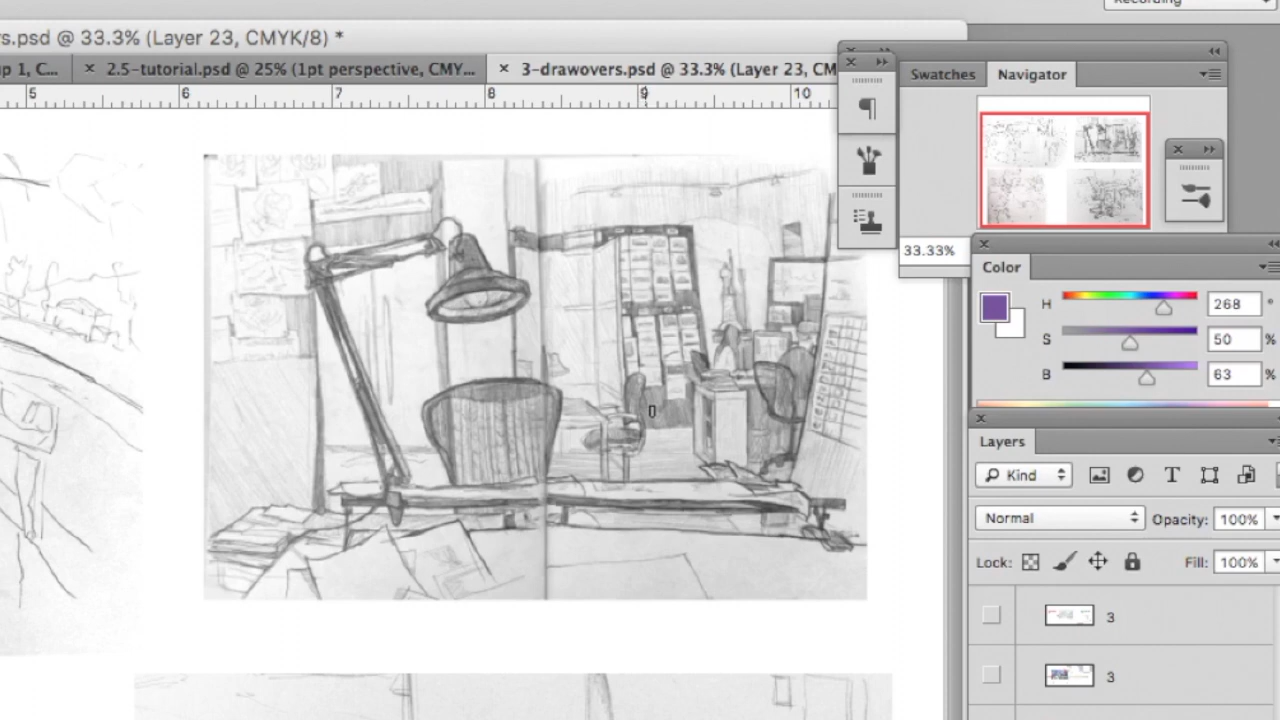 Recording
s.psd @ 33.3% (Layer 23, CMYK/8) *
p 1, C... × 2.5-tutorial.psd @ 25% (1pt perspective, CMY... × 3-drawovers.psd @ 33.3% (Layer 23, CM
5 6 7 8 9 10
Swatches Navigator
33.33%
Color
H 268 °
S 50 %
B 63 %
Layers
Kind
Normal Opacity: 100%
Lock: Fill: 100%
3
3